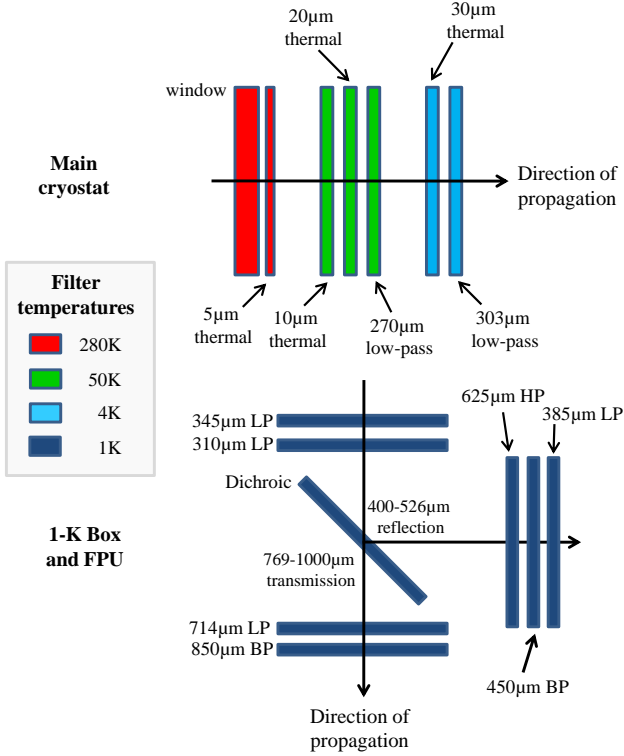 20µm
thermal
30µm
thermal
window
Main
cryostat
Direction of
propagation
5µm
thermal
10µm
thermal
270µm
low-pass
303µm
low-pass
Filter
temperatures
280K
50K
4K
1K
345µm LP
310µm LP
625µm HP
385µm LP
Dichroic
400-526µm
reflection
1-K Box
and FPU
769-1000µm
transmission
714µm LP
850µm BP
450µm BP
Direction of
propagation